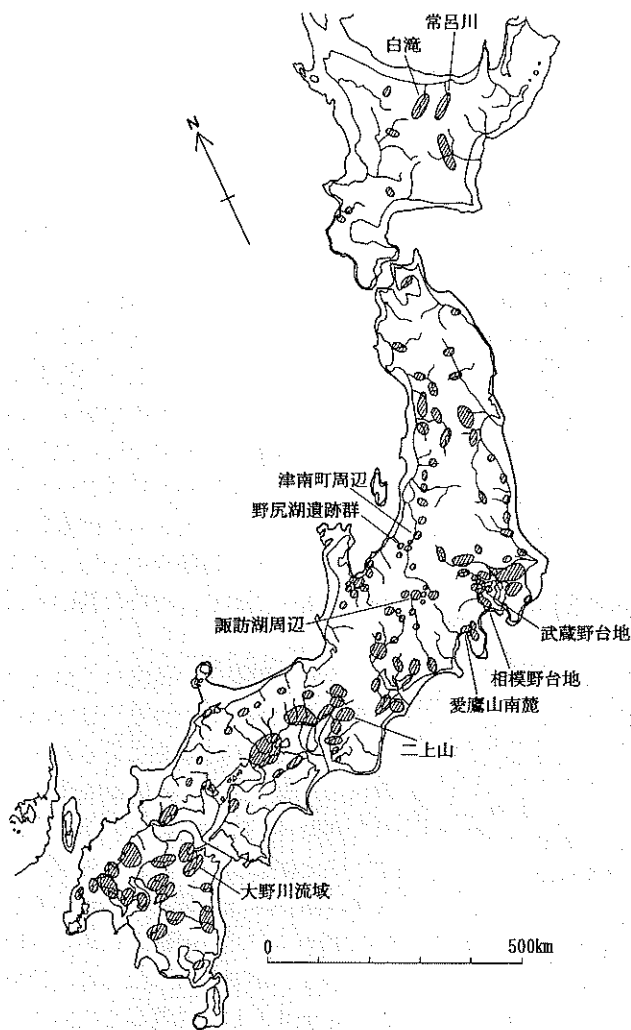 常呂川
白滝
N
津南町周辺
野尻湖遺跡群
諏訪湖周辺
武蔵野台地
相模野台地
愛鷹山南麓
二上山
大野川流域
0 500km